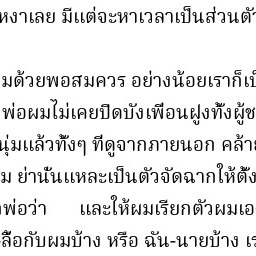 หงาเลย มีแต่จะหาเวลาเป็นส่วนตัว
มด้วยพอสมควร อย่างน้อยเราก็เป็
พ่อผมไม่เคยปิดบังเพื่อนฝูงทั้งผู้ช
นุ่มแล้วทั้งๆ ที่ดูจากภายนอก คล้าย
ม ย่านั่นแหละเป็นตัวจัดฉากให้ตั้ง
พ่อว่า และให้ผมเรียกตัวผมเอ
ลื้อกับผมบ้าง หรือ ฉัน-นายบ้าง เร